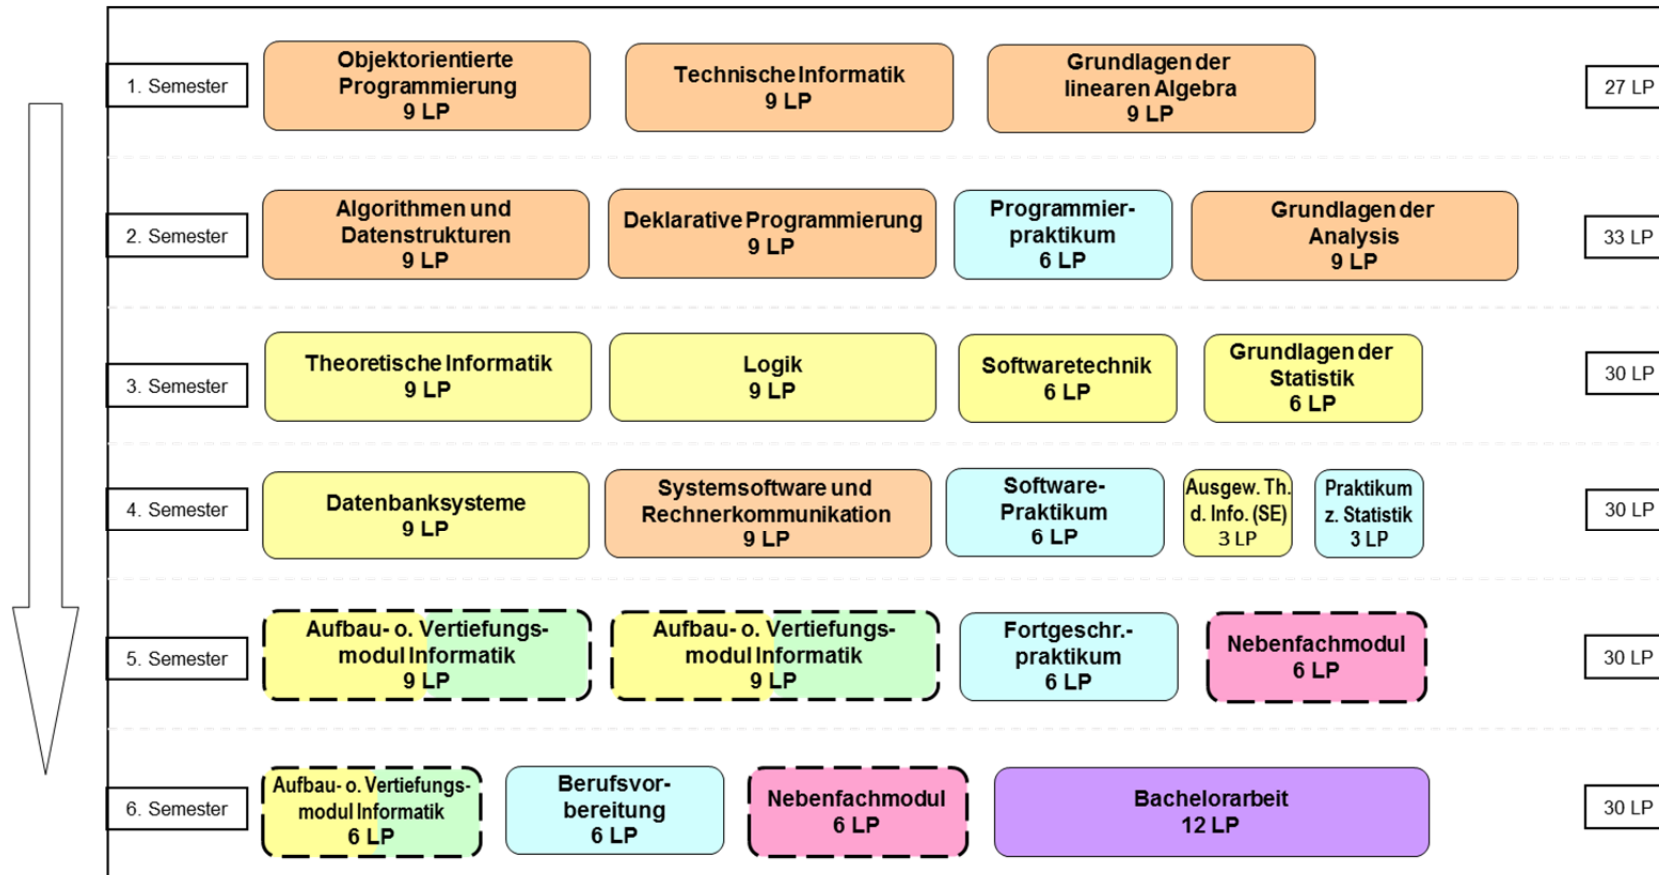 1. Semester
Objektorientierte
Programmierung
9 LP
Technische Informatik
9 LP
Grundlagen der
linearen Algebra
9 LP
27 LP
2. Semester
Algorithmen und
Datenstrukturen
9 LP
Deklarative Programmierung
9 LP
Programmier-
praktikum
6 LP
Grundlagen der
Analysis
9 LP
33 LP
3. Semester
Theoretische Informatik
9 LP
Logik
9 LP
Softwaretechnik
6 LP
Grundlagen der
Statistik
6 LP
30 LP
4. Semester
Datenbanksysteme
9 LP
Systemsoftware und
Rechnerkommunikation
9 LP
Software-
Praktikum
6 LP
Ausgew. Th.
d. Info. (SE)
3 LP
Praktikum
z. Statistik
3 LP
30 LP
5. Semester
Aufbau- o. Vertiefungs-
modul Informatik
9 LP
Aufbau- o. Vertiefungs-
modul Informatik
9 LP
Fortgeschr.-
praktikum
6 LP
Nebenfachmodul
6 LP
30 LP
6. Semester
Aufbau- o. Vertiefungs-
modul Informatik
6 LP
Berufsvor-
bereitung
6 LP
Nebenfachmodul
6 LP
Bachelorarbeit
12 LP
30 LP